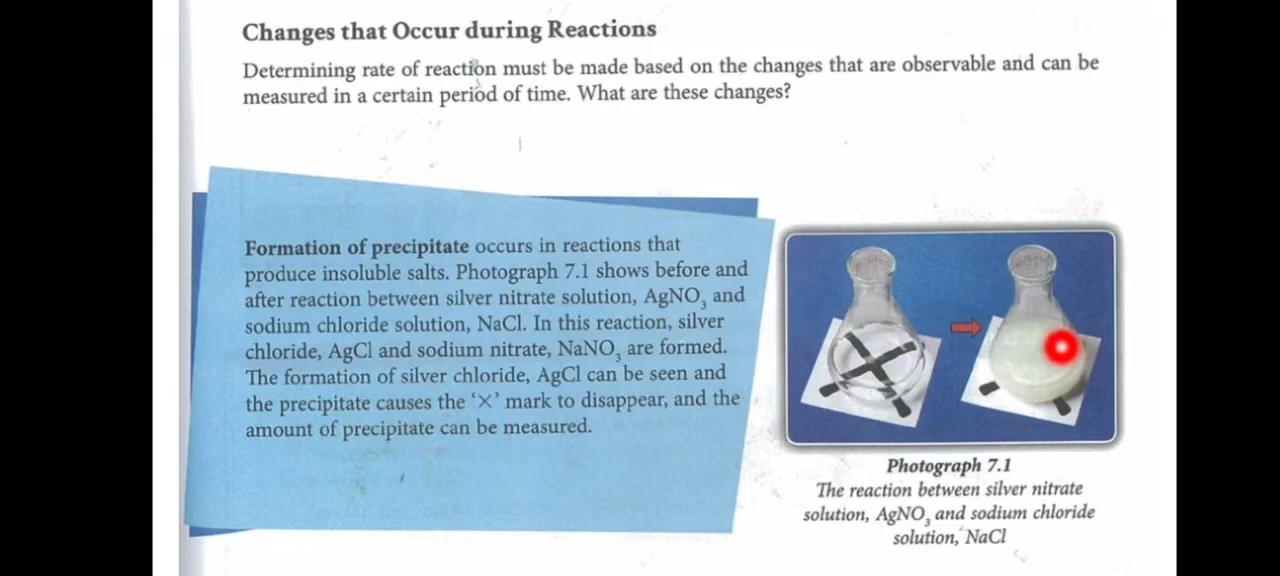 Changes that Occur during Reactions
Determining rate of reaction must be made based on the changes that are observable and can be
measured in a certain period of time. What are these changes?
Formation of precipitate occurs in reactions that
produce insoluble salts. Photograph 7.1 shows before and
after reaction between silver nitrate solution, AgNO₃ and
sodium chloride solution, NaCl. In this reaction, silver
chloride, AgCl and sodium nitrate, NaNO₃ are formed.
The formation of silver chloride, AgCl can be seen and
the precipitate causes the ‘×’ mark to disappear, and the
amount of precipitate can be measured.
Photograph 7.1
The reaction between silver nitrate
solution, AgNO₃ and sodium chloride
solution, NaCl